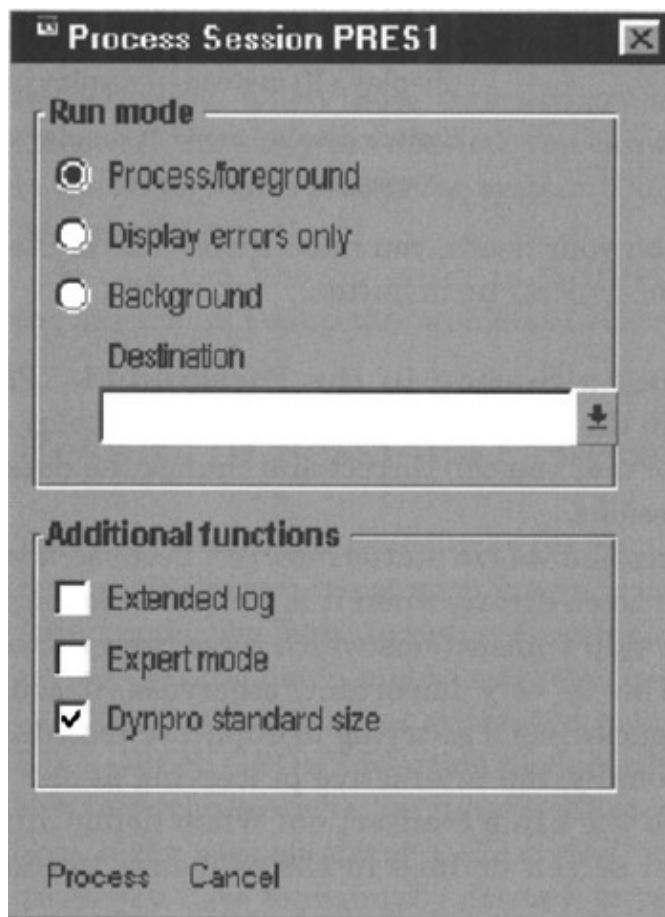 Process Session PRES1
Run mode
Process/foreground
Display errors only
Background
Destination
Additional functions
Extended log
Expert mode
Dynpro standard size
Process Cancel